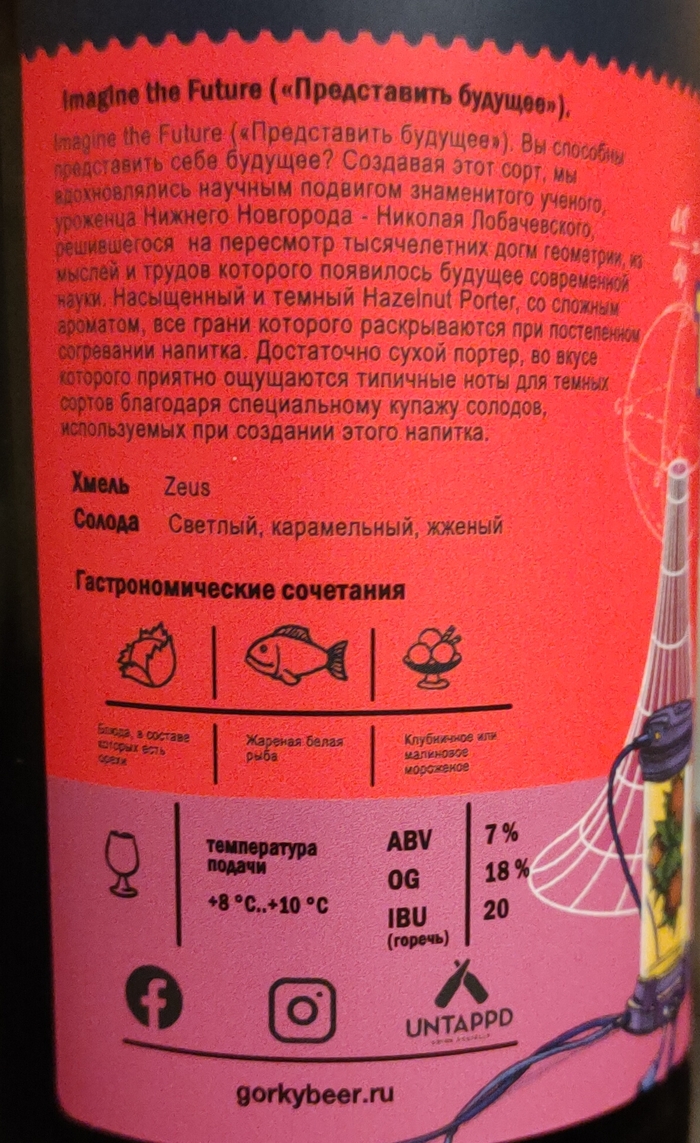 Imagine the Future («Представить будущее»).
Imagine the Future («Представить будущее»). Вы способны
представить себе будущее? Создавая этот сорт, мы
вдохновлялись научным подвигом знаменитого ученого,
уроженца Нижнего Новгорода - Николая Лобачевского,
решившегося на пересмотр тысячелетних догм геометрии, из
мыслей и трудов которого появилось будущее современной
науки. Насыщенный и темный Hazelnut Porter, со сложным
ароматом, все грани которого раскрываются при постепенном
согревании напитка. Достаточно сухой портер, во вкусе
которого приятно ощущаются типичные ноты для темных
сортов благодаря специальному купажу солодов,
используемых при создании этого напитка.
Хмель Zeus
Солода Светлый, карамельный, жженый
Гастрономические сочетания
Блюда, в составе
которых есть
орехи
Жареная белая
рыба
Клубничное или
малиновое
мороженое
температура
подачи
+8 °C..+10 °C
ABV 7 %
OG 18 %
IBU 20
(горечь)
UNTAPPD
gorkybeer.ru